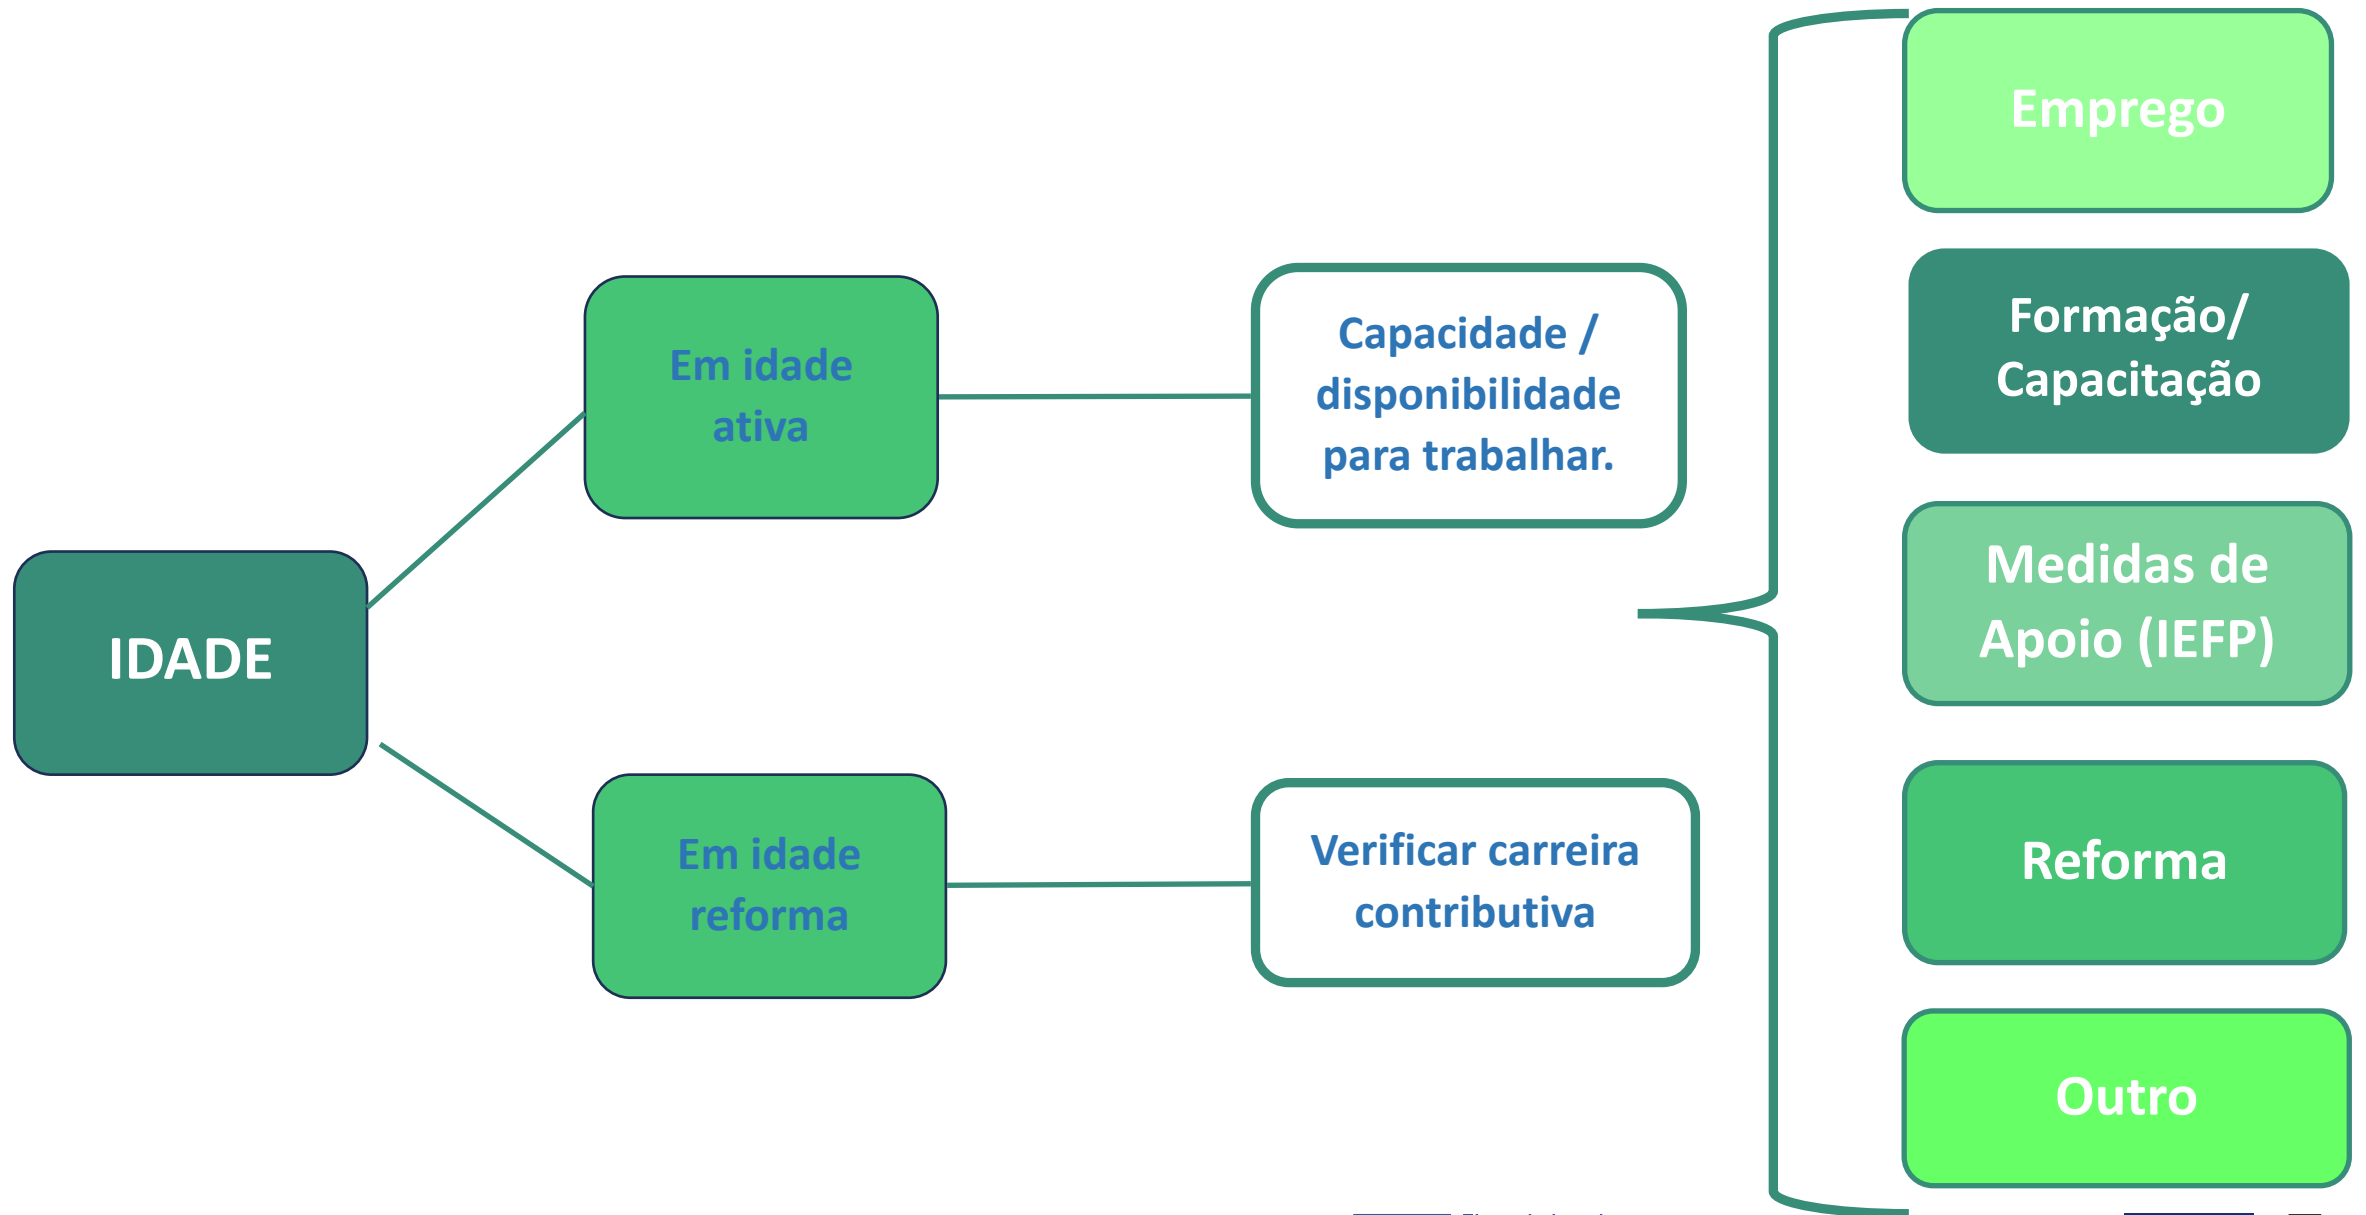 IDADE
Em idade
ativa
Em idade
reforma
Capacidade /
disponibilidade
para trabalhar.
Verificar carreira
contributiva
Emprego
Formação/
Capacitação
Medidas de
Apoio (IEFP)
Reforma
Outro